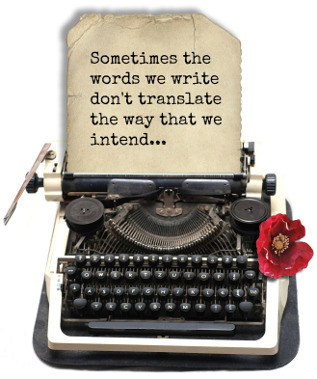 Sometimes the
words we write
don't translate
the way that we
intend...